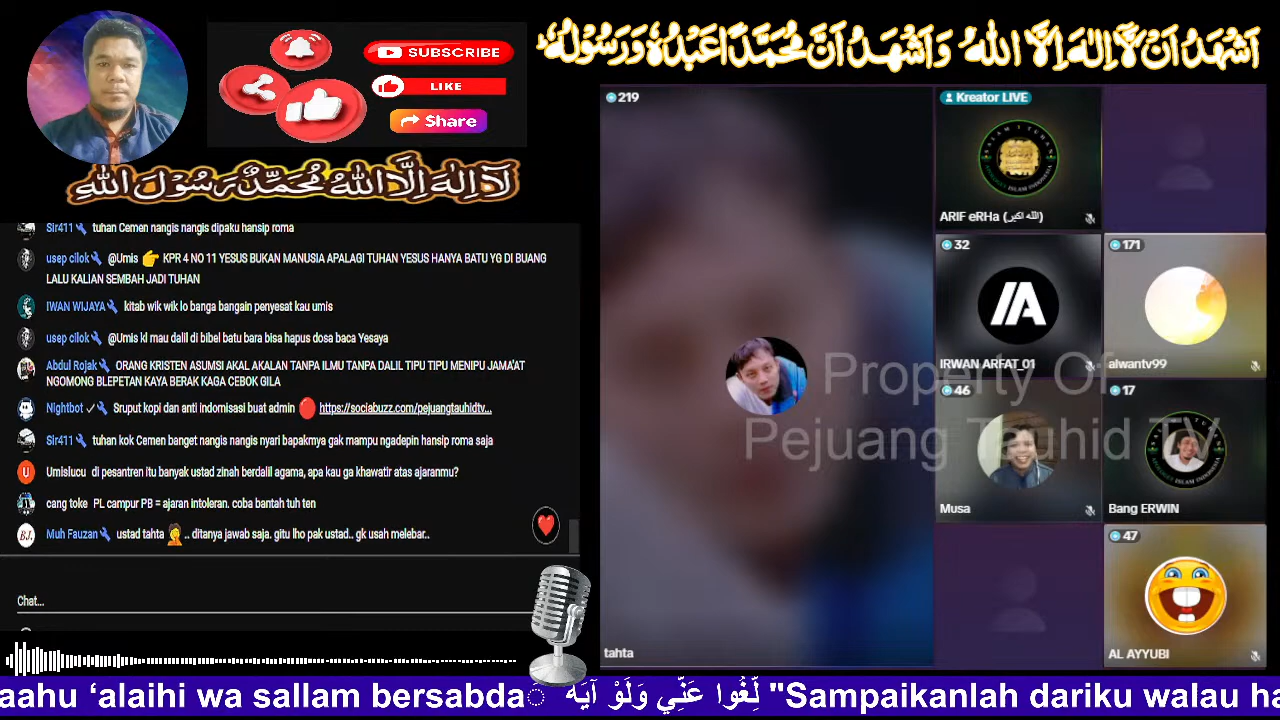 SUBSCRIBE
LIKE
Share
اَشْهَدُ اَنْ لَّا اِلٰهَ اِلَّا اللهُ وَاَشْهَدُ اَنَّ مُحَمَّدًا عَبْدُهٗ وَرَسُوْلُهٗ
لَا اِلٰهَ اِلَّا اللهُ مُحَمَّدٌ رَسُوْلَ اللهِ
Sir411 tuhan Cemen nangis nangis dipaku hansip roma
usep cilok @Umis 👉 KPR 4 NO 11 YESUS BUKAN MANUSIA APALAGI TUHAN YESUS HANYA BATU YG DI BUANG
LALU KALIAN SEMBAH JADI TUHAN
IWAN WIJAYA kitab wik wik lo banga bangain penyesat kau umis
usep cilok @Umis kl mau dalil di bibel batu bara bisa hapus dosa baca Yesaya
Abdul Rojak ORANG KRISTEN ASUMSI AKAL AKALAN TANPA ILMU TANPA DALIL TIPU TIPU MENIPU JAMA'AT
NGOMONG BLEPETAN KAYA BERAK KAGA CEBOK GILA
Nightbot Sruput kopi dan anti indomisasi buat admin 🔴 https://sociabuzz.com/pejuangtauhidtv...
Sir411 tuhan kok Cemen banget nangis nangis nyari bapakmya gak mampu ngadepin hansip roma saja
U Umislucu di pesantren itu banyak ustad zinah berdalil agama, apa kau ga khawatir atas ajaranmu?
cang toke PL campur PB = ajaran intoleran. coba bantah tuh ten
BJ. Muh Fauzan ustad tahta 🤦 .. ditanya jawab saja. gitu lho pak ustad.. gk usah melebar..
Chat...
219
Kreator LIVE
ARIF eRHa (الله اكبر)
32
IRWAN ARFAT_01
171
alwantv99
46
Musa
17
Bang ERWIN
47
AL AYYUBI
tahta
Property Of
Pejuang Tauhid TV
aahu ‘alaihi wa sallam bersabda لِّغُوا عَنِّي وَلَوْ آيَه "Sampaikanlah dariku walau ha